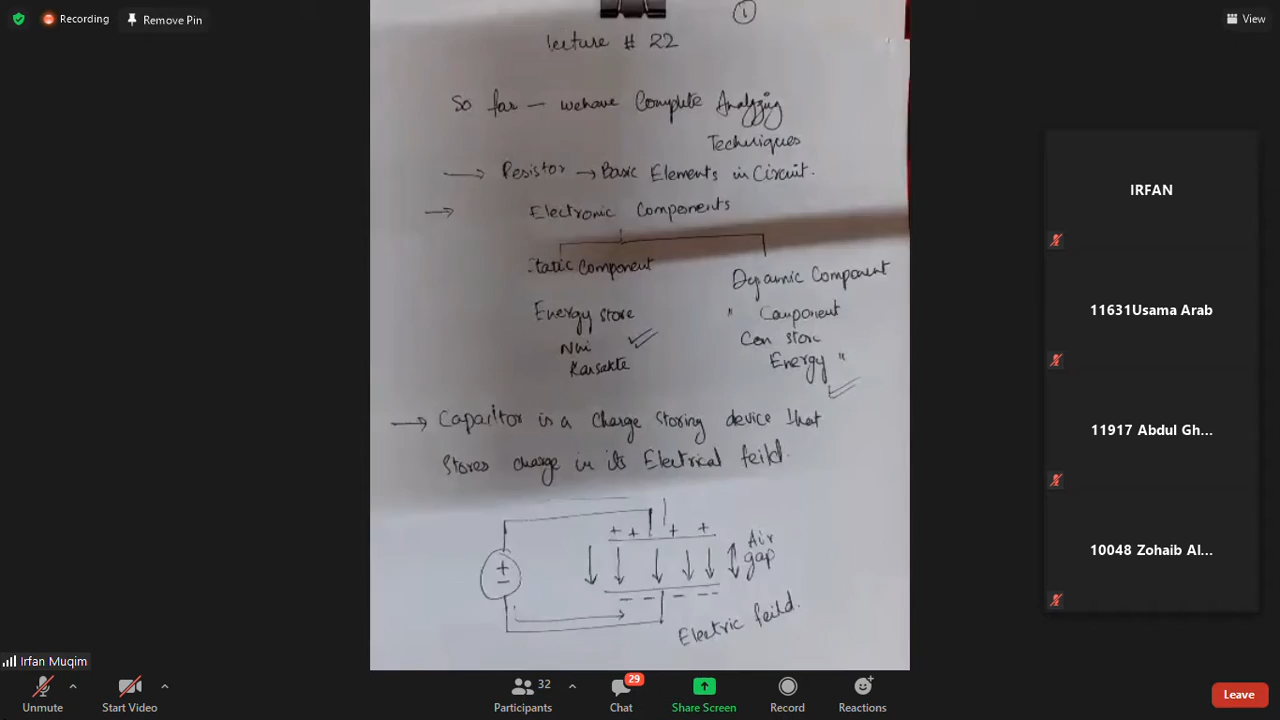 Recording
Remove Pin
View
1
lecture # 22
So far — we have Complete Analyzing
Techniques
→ Resistor → Basic Elements in Circuit.
→ Electronic Components
Static Component
Dynamic Component
Energy store
" Component
Nai
Can store
Karsakte
Energy "
→ Capacitor is a charge storing device that
stores charge in its Electrical feild.
+ + + +
+
-
Air
gap
- - - - -
Electric feild.
IRFAN
11631Usama Arab
11917 Abdul Gh...
10048 Zohaib Al...
Irfan Muqim
Unmute
Start Video
Participants
32
Chat
29
Share Screen
Record
Reactions
Leave